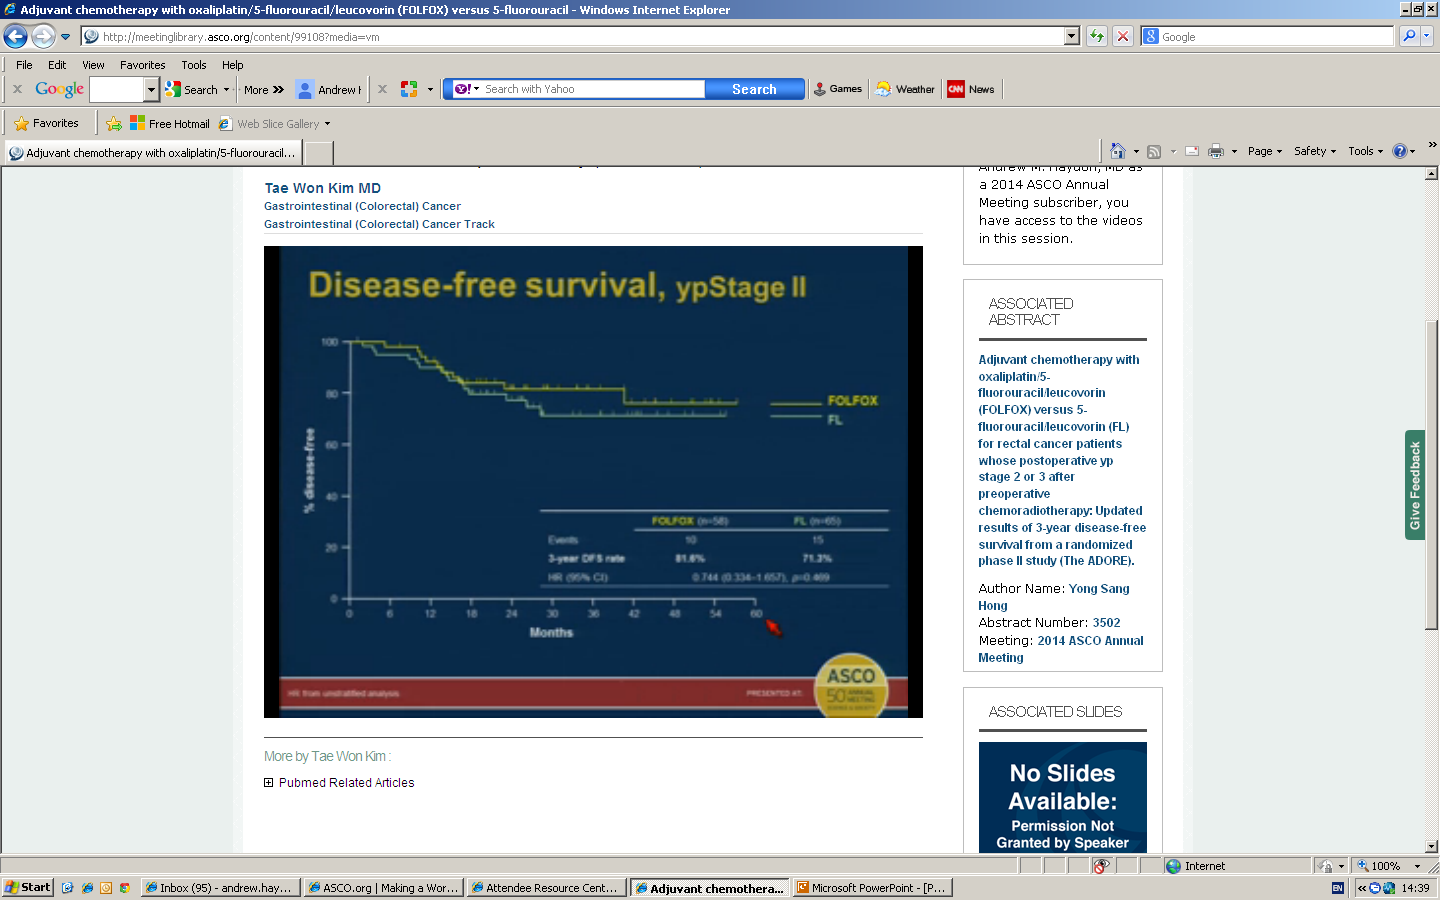 Adjuvant chemotherapy with oxaliplatin/5-fluorouracil/leucovorin (FOLFOX) versus 5-fluorouracil - Windows Internet Explorer
http://meetinglibrary.asco.org/content/99108?media=vm
Google
File Edit View Favorites Tools Help
Google Search More » Andrew Search with Yahoo Search Games Weather CNN News
Favorites Free Hotmail Web Slice Gallery
Adjuvant chemotherapy with oxaliplatin/5-fluorouracil...
Page Safety Tools
Tae Won Kim MD
Gastrointestinal (Colorectal) Cancer
Gastrointestinal (Colorectal) Cancer Track
Disease-free survival, ypStage II
100
80
60
40
20
0
% disease-free
FOLFOX
FL
FOLFOX (n=58) FL (n=65)
Events 10 15
3-year DFS rate 81.6% 71.3%
HR (95% CI) 0.744 (0.334-1.657), p=0.469
0 6 12 18 24 30 36 42 48 54 60
Months
HR from unstratified analysis
PRESENTED AT:
ASCO
50 ANNUAL
MEETING
SCIENCE & SOCIETY
More by Tae Won Kim :
Pubmed Related Articles
Andrew M. Haydon, MD as
a 2014 ASCO Annual
Meeting subscriber, you
have access to the videos
in this session.
ASSOCIATED
ABSTRACT
Adjuvant chemotherapy with
oxaliplatin/5-
fluorouracil/leucovorin
(FOLFOX) versus 5-
fluorouracil/leucovorin (FL)
for rectal cancer patients
whose postoperative yp
stage 2 or 3 after
preoperative
chemoradiotherapy: Updated
results of 3-year disease-free
survival from a randomized
phase II study (The ADORE).
Author Name: Yong Sang
Hong
Abstract Number: 3502
Meeting: 2014 ASCO Annual
Meeting
ASSOCIATED SLIDES
No Slides
Available:
Permission Not
Granted by Speaker
Give Feedback
Internet 100%
Start Inbox (95) - andrew.hay... ASCO.org | Making a Wor... Attendee Resource Cent... Adjuvant chemothera... Microsoft PowerPoint - [P... EN 14:39